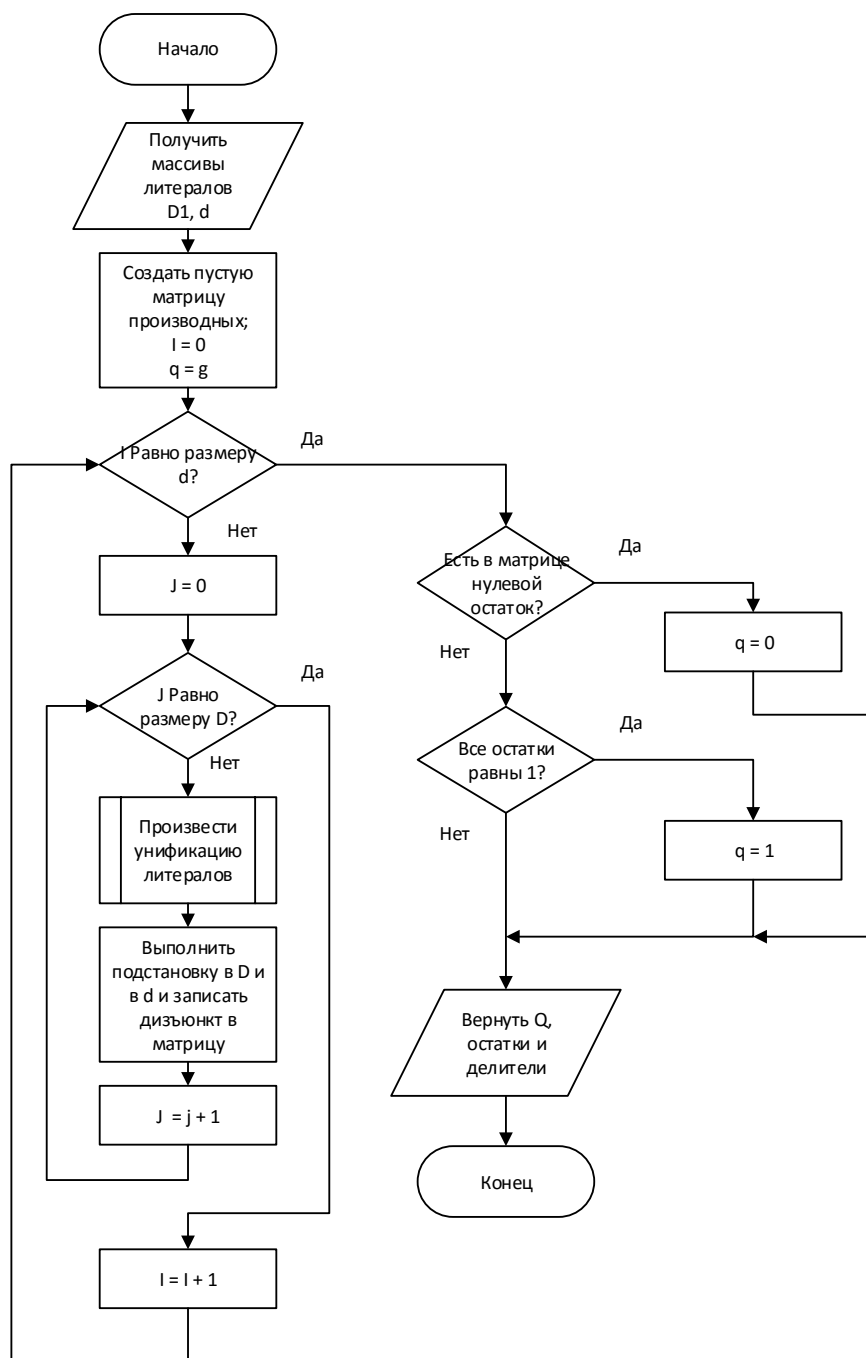 Начало
Получить
массивы
литералов
D1, d
Создать пустую
матрицу
производных;
I = 0
q = g
I Равно размеру
d?
Да
Нет
J = 0
J Равно
размеру D?
Да
Нет
Произвести
унификацию
литералов
Выполнить
подстановку в D и
в d и записать
дизъюнкт в
матрицу
J = j + 1
I = I + 1
Есть в матрице
нулевой
остаток?
Да
Нет
q = 0
Все остатки
равны 1?
Да
Нет
q = 1
Вернуть Q,
остатки и
делители
Конец